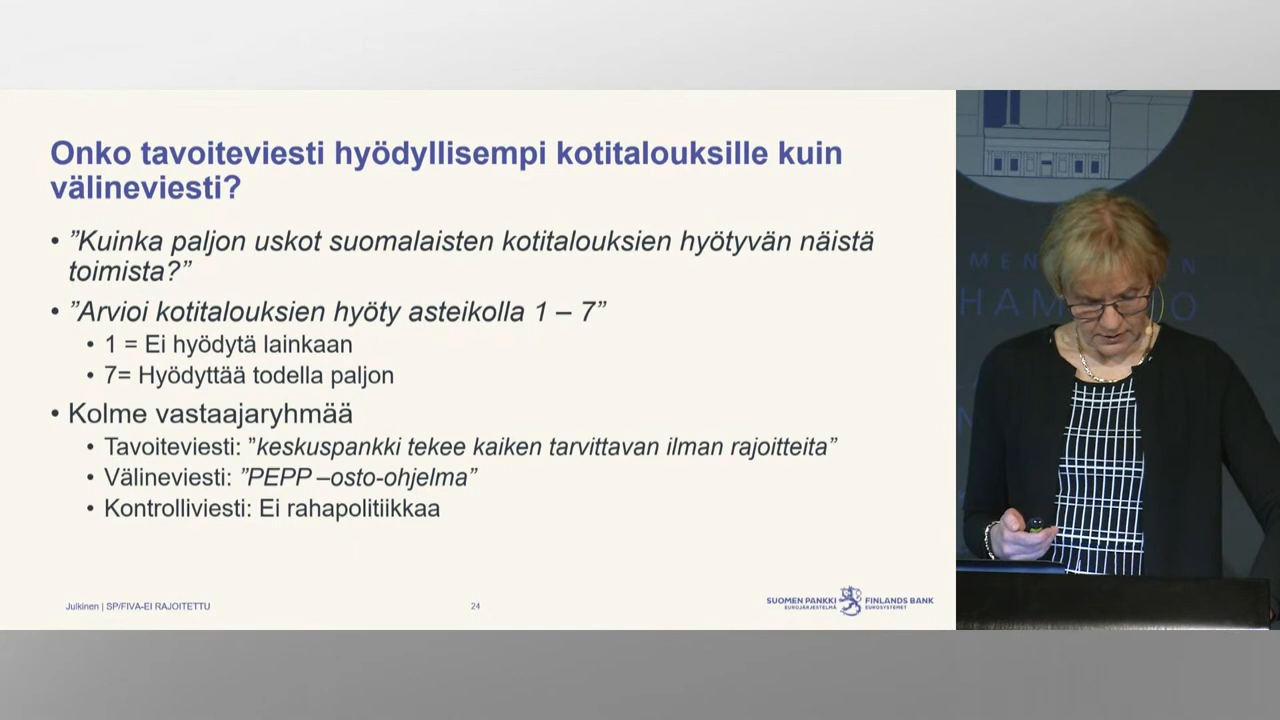 Onko tavoiteviesti hyödyllisempi kotitalouksille kuin
välineviesti?
• ”Kuinka paljon uskot suomalaisten kotitalouksien hyötyvän näistä
toimista?”
• ”Arvioi kotitalouksien hyöty asteikolla 1 – 7”
• 1 = Ei hyödytä lainkaan
• 7= Hyödyttää todella paljon
• Kolme vastaajaryhmää
• Tavoiteviesti: ”keskuspankki tekee kaiken tarvittavan ilman rajoitteita”
• Välineviesti: ”PEPP –osto-ohjelma”
• Kontrolliviesti: Ei rahapolitiikkaa
Julkinen | SP/FIVA-EI RAJOITETTU
24
SUOMEN PANKKI FINLANDS BANK
EUROJÄRJESTELMÄ EUROSYSTEMET